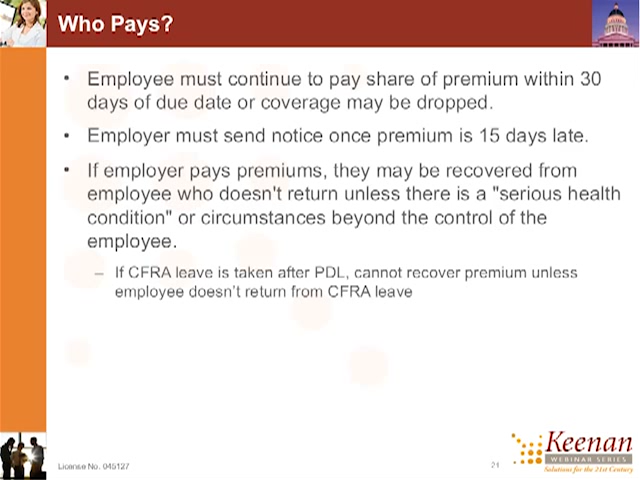 Who Pays?
• Employee must continue to pay share of premium within 30
days of due date or coverage may be dropped.
• Employer must send notice once premium is 15 days late.
• If employer pays premiums, they may be recovered from
employee who doesn't return unless there is a "serious health
condition" or circumstances beyond the control of the
employee.
– If CFRA leave is taken after PDL, cannot recover premium unless
employee doesn't return from CFRA leave
License No. 045127
21
Keenan
WEBINAR SERIES
Solutions for the 21st Century